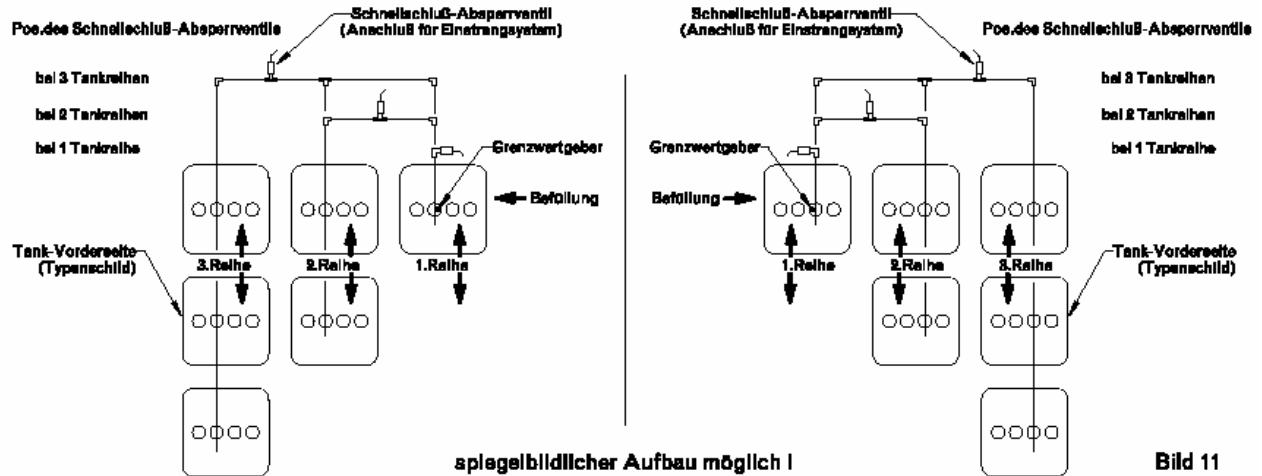 Schnellschluß-Absperrventil
(Anschluß für Einstrangsystem)
Pos.des Schnellschluß-Absperrventils
bei 3 Tankreihen
bei 2 Tankreihen
bei 1 Tankreihe
Grenzwertgeber
Befüllung
Tank-Vorderseite
(Typenschild)
3.Reihe
2.Reihe
1.Reihe
Schnellschluß-Absperrventil
(Anschluß für Einstrangsystem)
Pos.des Schnellschluß-Absperrventils
bei 3 Tankreihen
bei 2 Tankreihen
bei 1 Tankreihe
Grenzwertgeber
Befüllung
1.Reihe
2.Reihe
3.Reihe
Tank-Vorderseite
(Typenschild)
spiegelbildlicher Aufbau möglich !
Bild 11